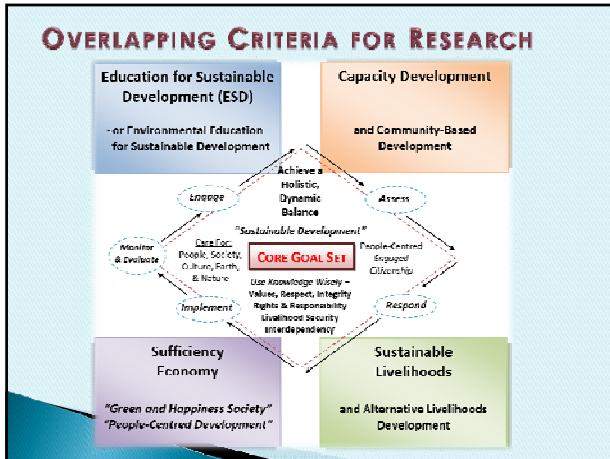 OVERLAPPING CRITERIA FOR RESEARCH
Education for Sustainable
Development (ESD)
-or Environmental Education
for Sustainable Development
Capacity Development
and Community-Based
Development
Achieve a
Holistic,
Dynamic
Balance
Engage
Assess
"Sustainable Development"
Monitor
& Evaluate
Care For:
People, Society,
Culture, Earth,
& Nature
CORE GOAL SET
People-Centred
Engaged
Citizenship
Use Knowledge Wisely –
Values, Respect, Integrity
Rights & Responsibility
Livelihood Security
Interdependency
Implement
Respond
Sufficiency
Economy
"Green and Happiness Society"
"People-Centred Development"
Sustainable
Livelihoods
and Alternative Livelihoods
Development